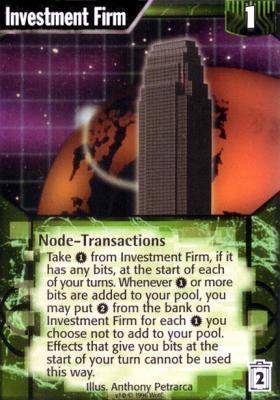 Investment Firm
1
Node-Transactions
Take 1 from Investment Firm, if it
has any bits, at the start of each
of your turns. Whenever 1 or more
bits are added to your pool, you
may put 2 from the bank on
Investment Firm for each 1 you
choose not to add to your pool.
Effects that give you bits at the
start of your turn cannot be used
this way.
2
Illus. Anthony Petrarca
© 1996 WotC